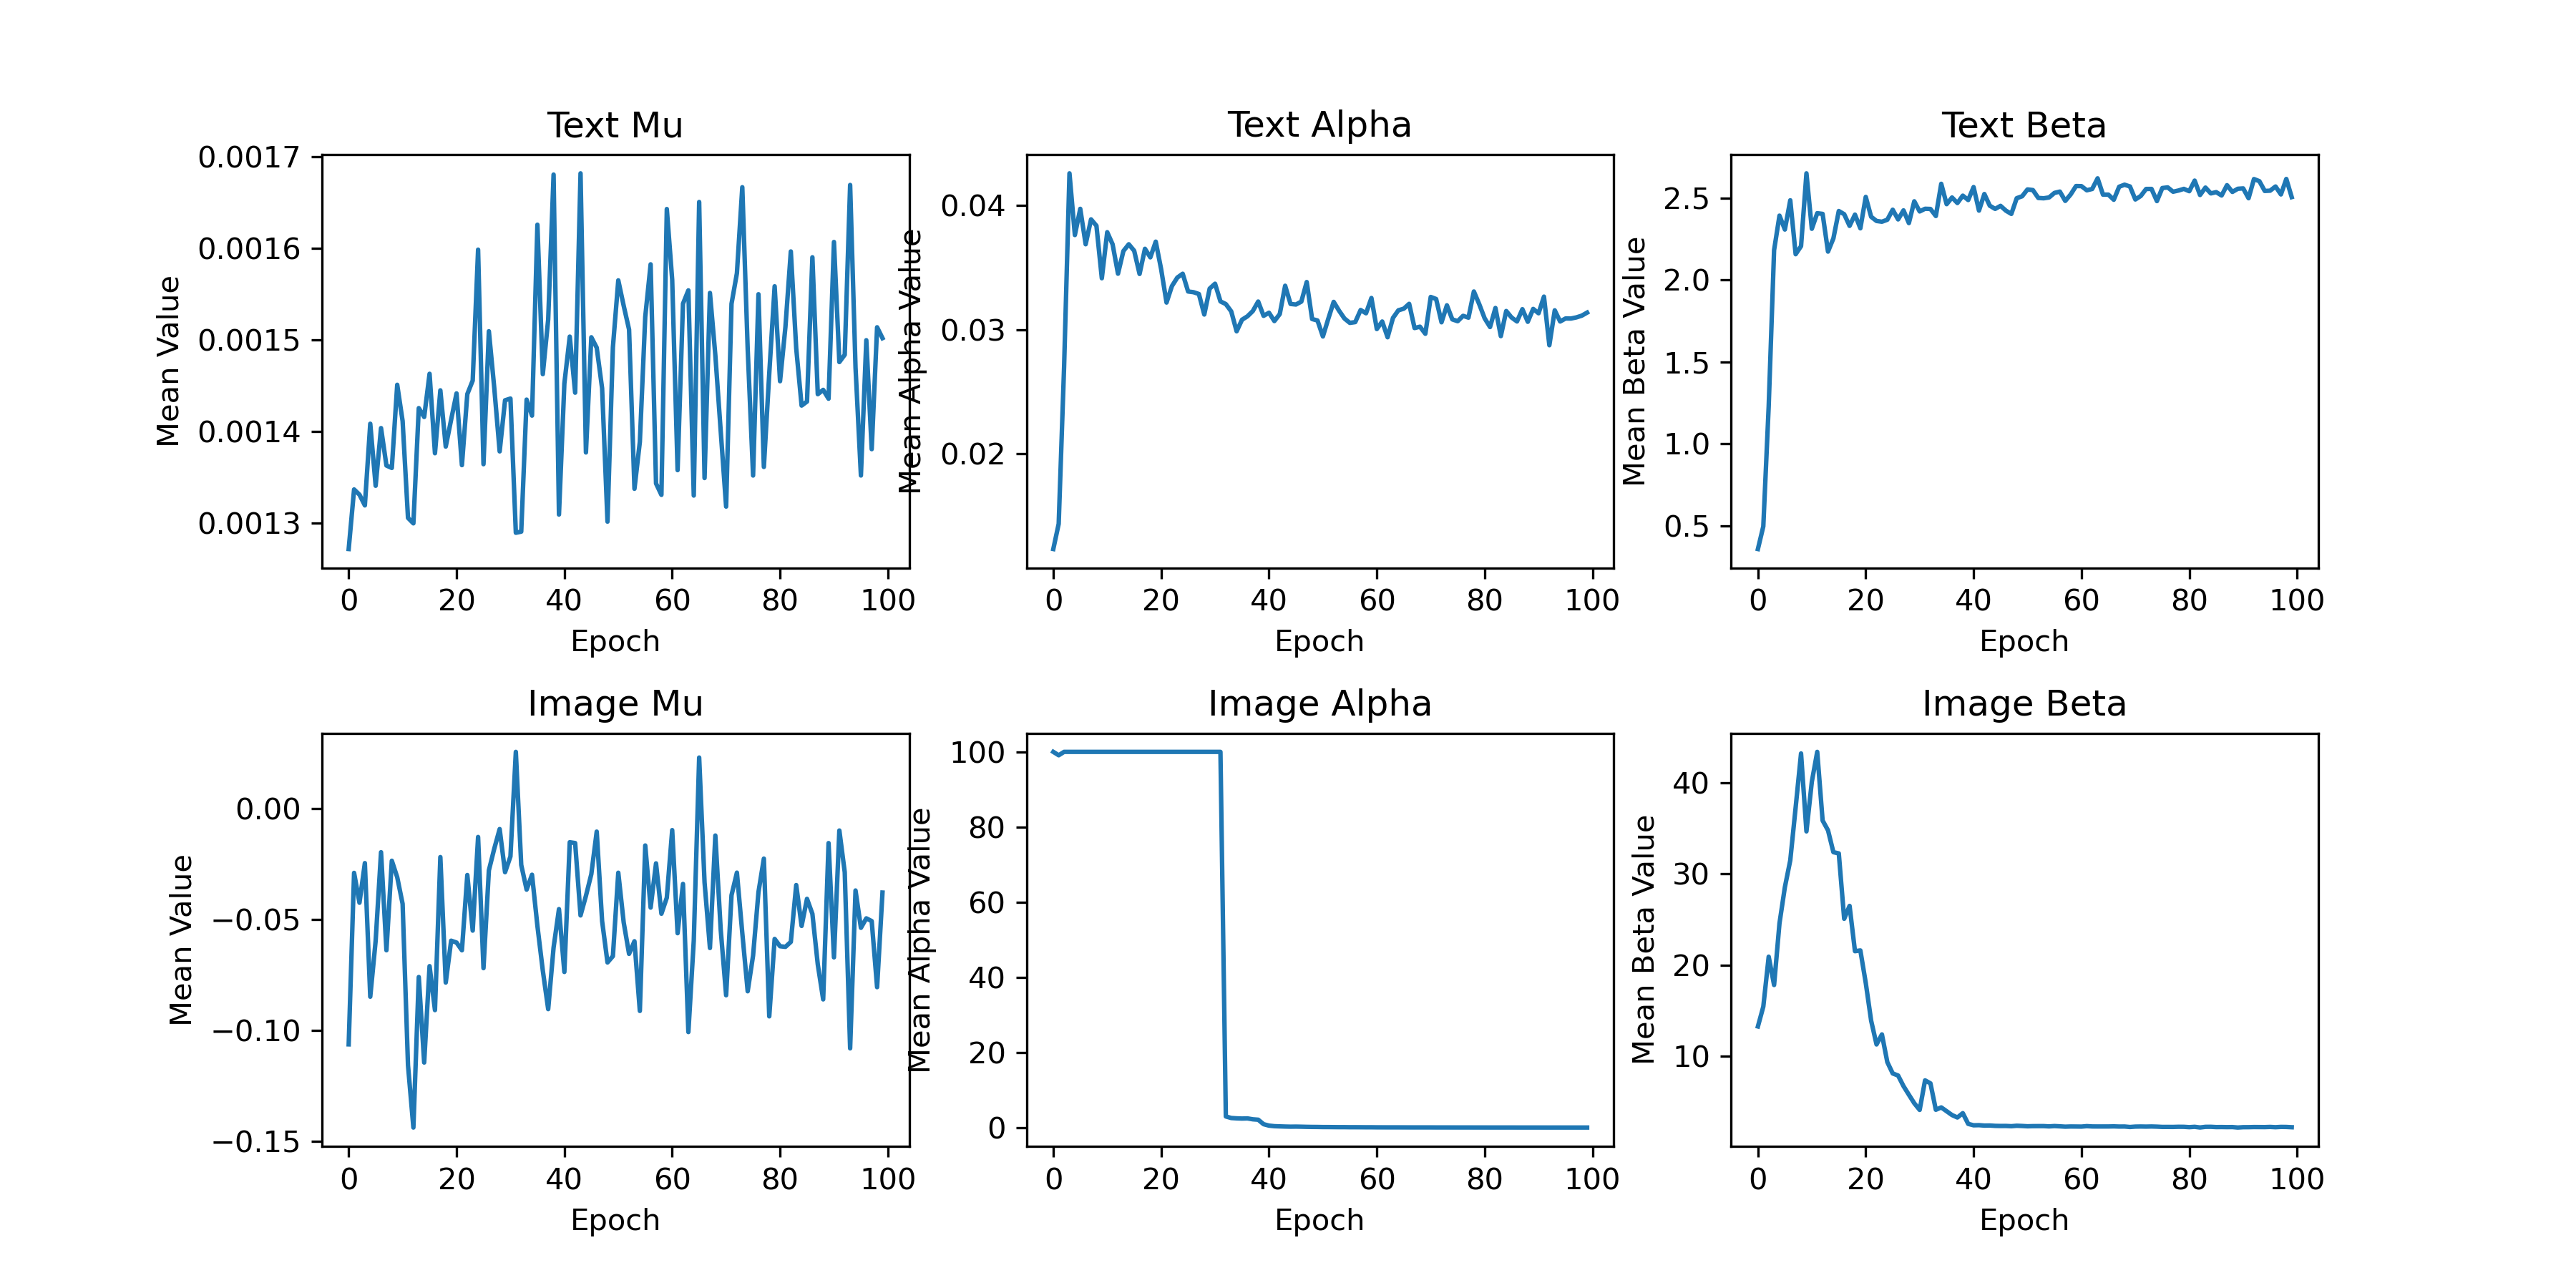 Text Mu
Mean Value
0.0017
0.0016
0.0015
0.0014
0.0013
0 20 40 60 80 100
Epoch
Text Alpha
Mean Alpha Value
0.04
0.03
0.02
0 20 40 60 80 100
Epoch
Text Beta
Mean Beta Value
2.5
2.0
1.5
1.0
0.5
0 20 40 60 80 100
Epoch
Image Mu
Mean Value
0.00
−0.05
−0.10
−0.15
0 20 40 60 80 100
Epoch
Image Alpha
Mean Alpha Value
100
80
60
40
20
0
0 20 40 60 80 100
Epoch
Image Beta
Mean Beta Value
40
30
20
10
0 20 40 60 80 100
Epoch